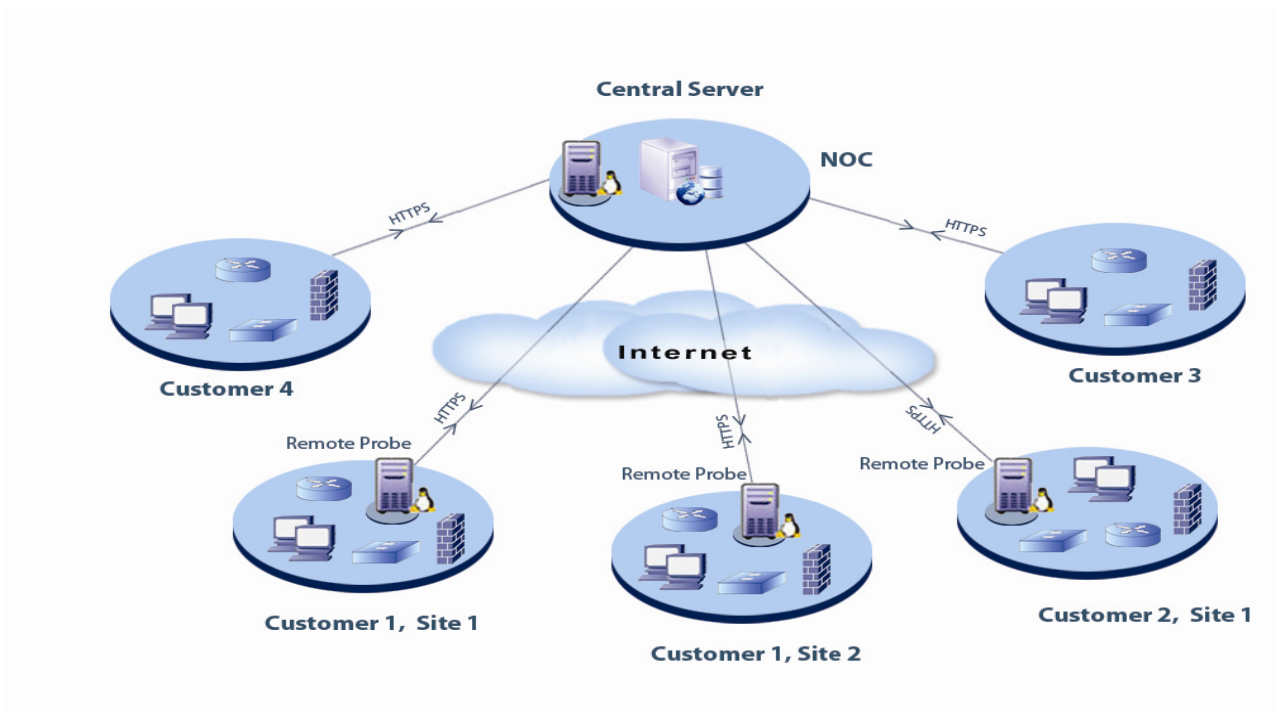 Central Server
NOC
HTTPS
HTTPS
Customer 4
Internet
Customer 3
HTTPS
HTTPS
HTTPS
Remote Probe
Remote Probe
Remote Probe
Customer 1, Site 1
Customer 1, Site 2
Customer 2, Site 1